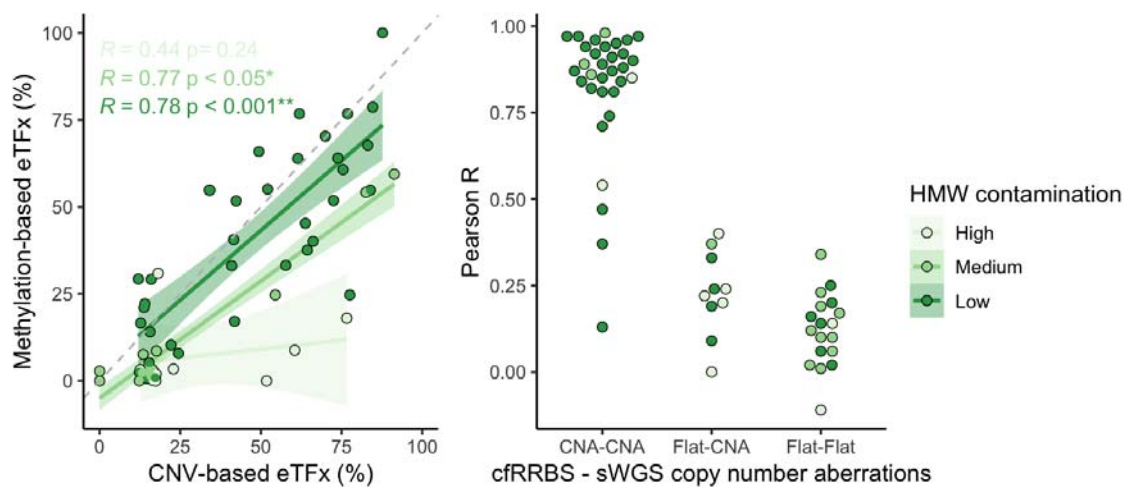 R = 0.44 p= 0.24
R = 0.77 p < 0.05*
R = 0.78 p < 0.001**
Methylation-based eTFx (%)
100
75
50
25
0
0 25 50 75 100
CNV-based eTFx (%)
Pearson R
1.00
0.75
0.50
0.25
0.00
CNA-CNA Flat-CNA Flat-Flat
cfRRBS - sWGS copy number aberrations
HMW contamination
High
Medium
Low